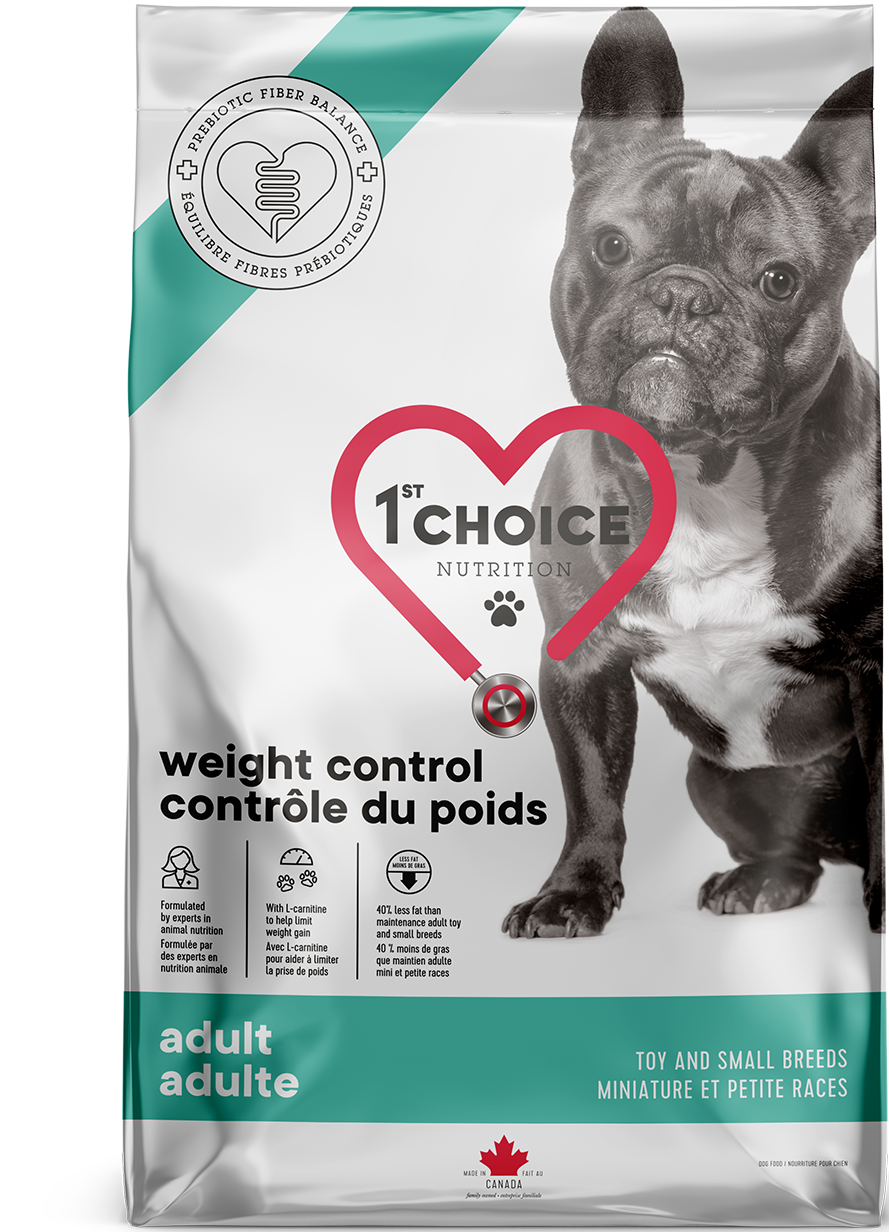 PREBIOTIC FIBER BALANCE
ÉQUILIBRE FIBRES PRÉBIOTIQUES
1ST CHOICE
NUTRITION
weight control
contrôle du poids
Formulated
by experts in
animal nutrition
Formulée par
des experts en
nutrition animale
With L-carnitine
to help limit
weight gain
Avec L-carnitine
pour aider à limiter
la prise de poids
LESS FAT
MOINS DE GRAS
40% less fat than
maintenance adult toy
and small breeds
40 % moins de gras
que maintien adulte
mini et petite races
adult
adulte
TOY AND SMALL BREEDS
MINIATURE ET PETITE RACES
MADE IN FAIT AU
CANADA
family owned • entreprise familiale
DOG FOOD / NOURRITURE POUR CHIEN